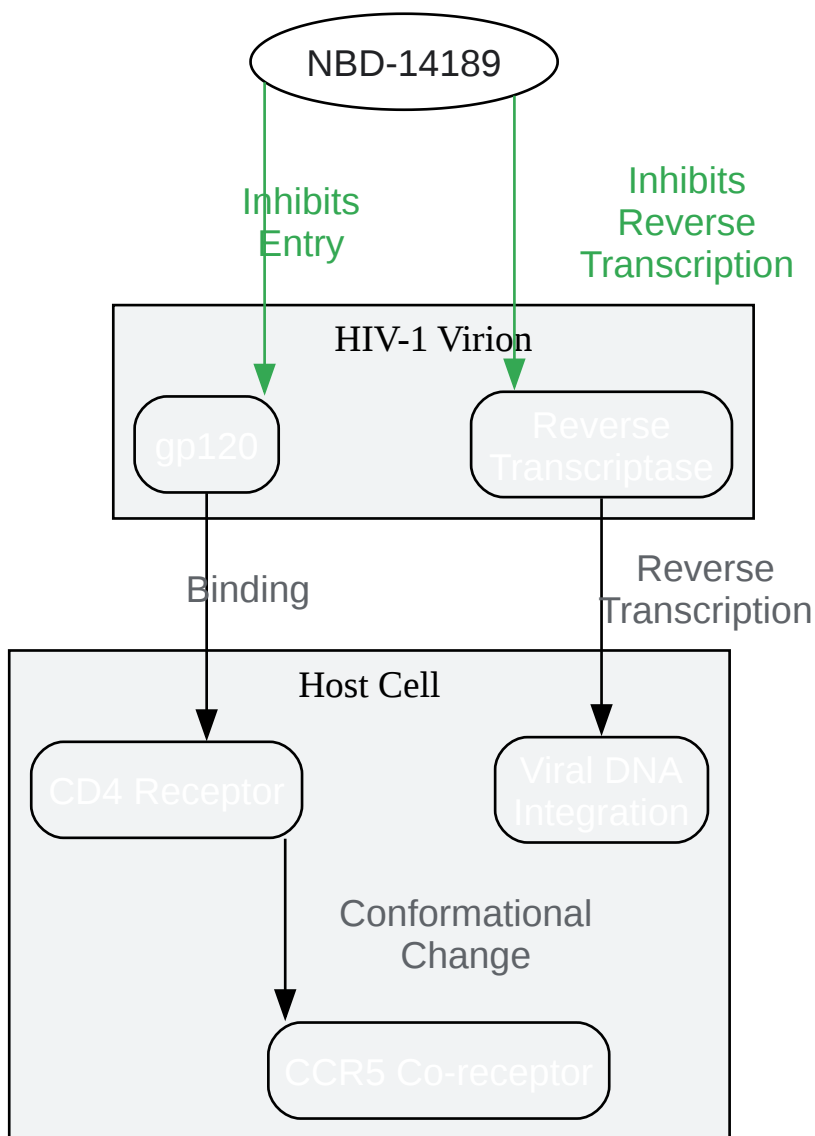 NBD-14189
Inhibits
Entry
Inhibits
Reverse
Transcription
HIV-1 Virion
gp120
Reverse
Transcriptase
Binding
Reverse
Transcription
Host Cell
CD4 Receptor
Viral DNA
Integration
Conformational
Change
CCR5 Co-receptor